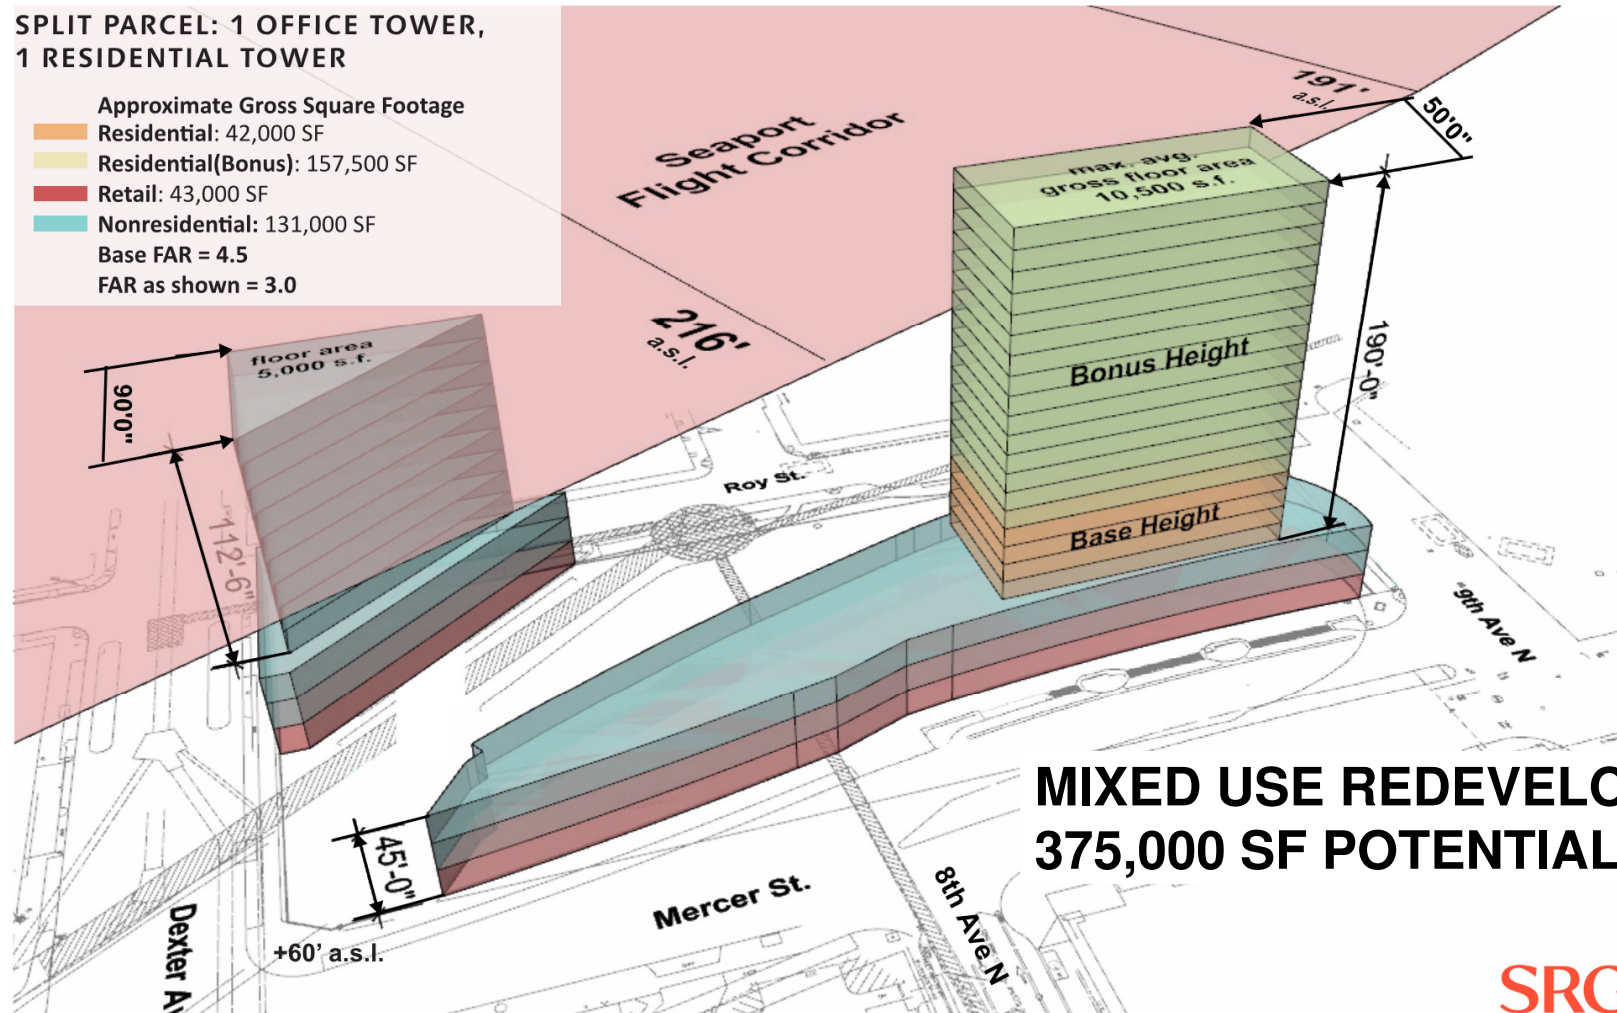 SPLIT PARCEL: 1 OFFICE TOWER,
1 RESIDENTIAL TOWER
Approximate Gross Square Footage
Residential: 42,000 SF
Residential(Bonus): 157,500 SF
Retail: 43,000 SF
Nonresidential: 131,000 SF
Base FAR = 4.5
FAR as shown = 3.0
Seaport
Flight Corridor
191'
a.s.l.
50'0"
max. avg.
gross floor area
10,500 s.f.
216'
a.s.l.
floor area
5,000 s.f.
90'0"
Bonus Height
190'-0"
Roy St.
Base Height
112'-6"
9th Ave N
MIXED USE REDEVELO
375,000 SF POTENTIAL
45'-0"
Mercer St.
8th Ave N
Dexter Av
+60' a.s.l.
SRG